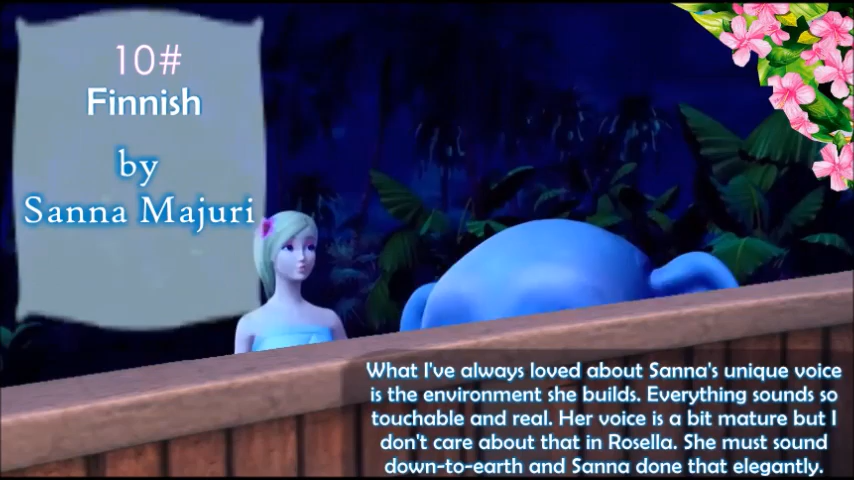 10#
Finnish
by
Sanna Majuri
What I've always loved about Sanna's unique voice
is the environment she builds. Everything sounds so
touchable and real. Her voice is a bit mature but I
don't care about that in Rosella. She must sound
down-to-earth and Sanna done that elegantly.